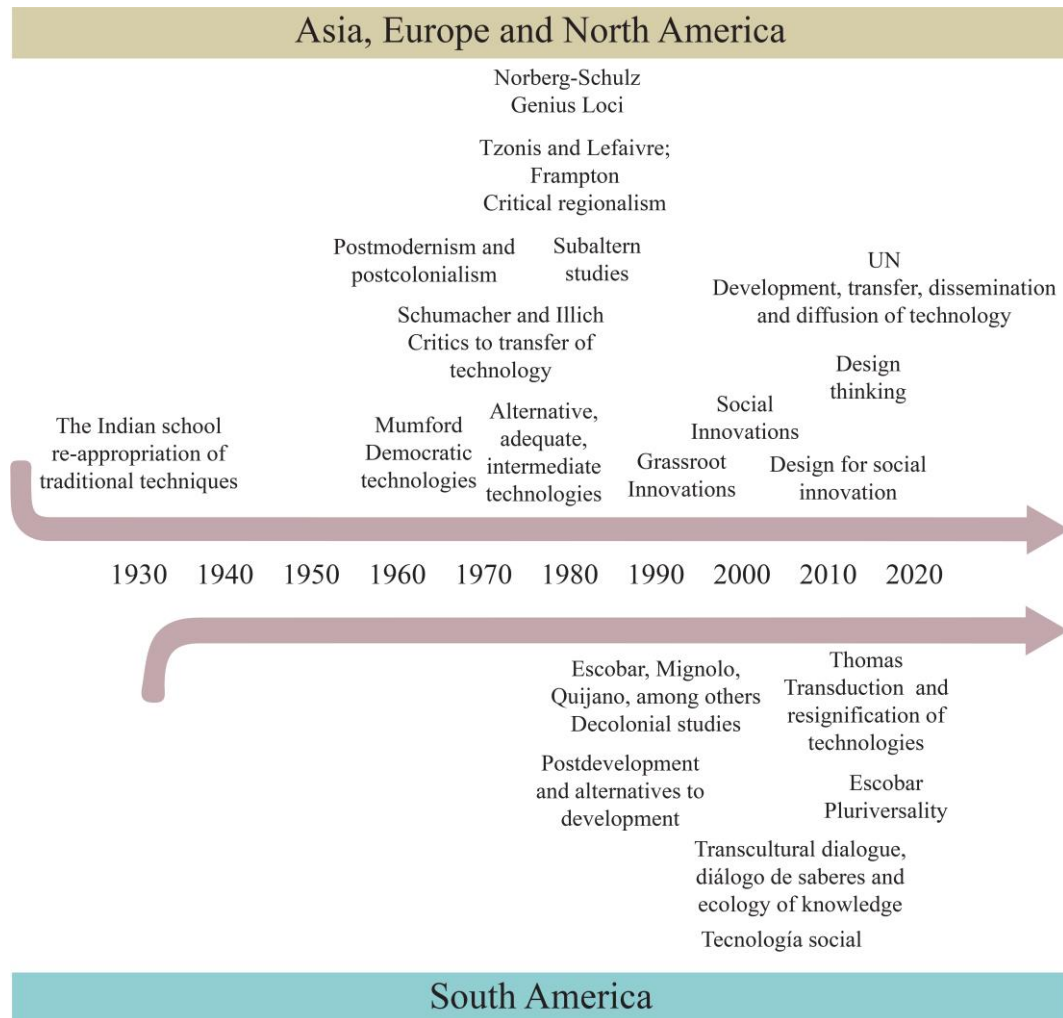 Asia, Europe and North America
Norberg-Schulz
Genius Loci
Tzonis and Lefaivre;
Frampton
Critical regionalism
Postmodernism and
postcolonialism
Subaltern
studies
UN
Development, transfer, dissemination
and diffusion of technology
Schumacher and Illich
Critics to transfer of
technology
Design
thinking
The Indian school
re-appropriation of
traditional techniques
Mumford
Democratic
technologies
Alternative,
adequate,
intermediate
technologies
Social
Innovations
Grassroot
Innovations
Design for social
innovation
1930 1940 1950 1960 1970 1980 1990 2000 2010 2020
Escobar, Mignolo,
Quijano, among others
Decolonial studies
Thomas
Transduction and
resignification of
technologies
Postdevelopment
and alternatives to
development
Escobar
Pluriversality
Transcultural dialogue,
diálogo de saberes and
ecology of knowledge
Tecnología social
South America